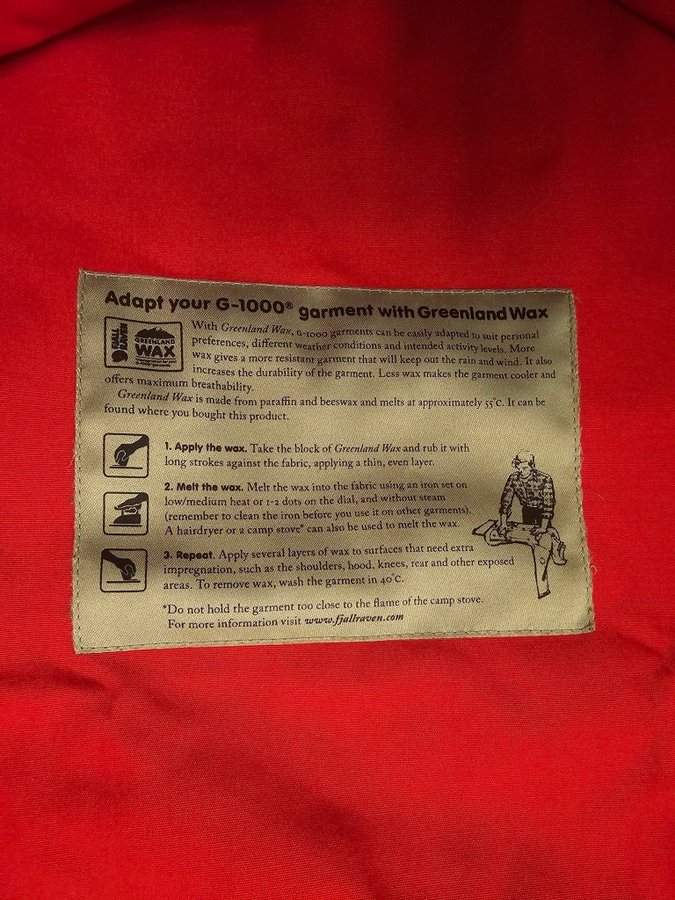 Adapt your G-1000® garment with Greenland Wax
GREENLAND
WAX
With Greenland Wax, G-1000 garments can be easily adapted to suit personal
preferences, different weather conditions and intended activity levels. More
wax gives a more resistant garment that will keep out the rain and wind. It also
increases the durability of the garment. Less wax makes the garment cooler and
offers maximum breathability.
Greenland Wax is made from paraffin and beeswax and melts at approximately 55°C. It can be
found where you bought this product.
1. Apply the wax. Take the block of Greenland Wax and rub it with
long strokes against the fabric, applying a thin, even layer.
2. Melt the wax. Melt the wax into the fabric using an iron set on
low/medium heat or 1-2 dots on the dial, and without steam
(remember to clean the iron before you use it on other garments).
A hairdryer or a camp stove* can also be used to melt the wax.
3. Repeat. Apply several layers of wax to surfaces that need extra
impregnation, such as the shoulders, hood, knees, rear and other exposed
areas. To remove wax, wash the garment in 40°C.
*Do not hold the garment too close to the flame of the camp stove.
For more information visit www.fjallraven.com